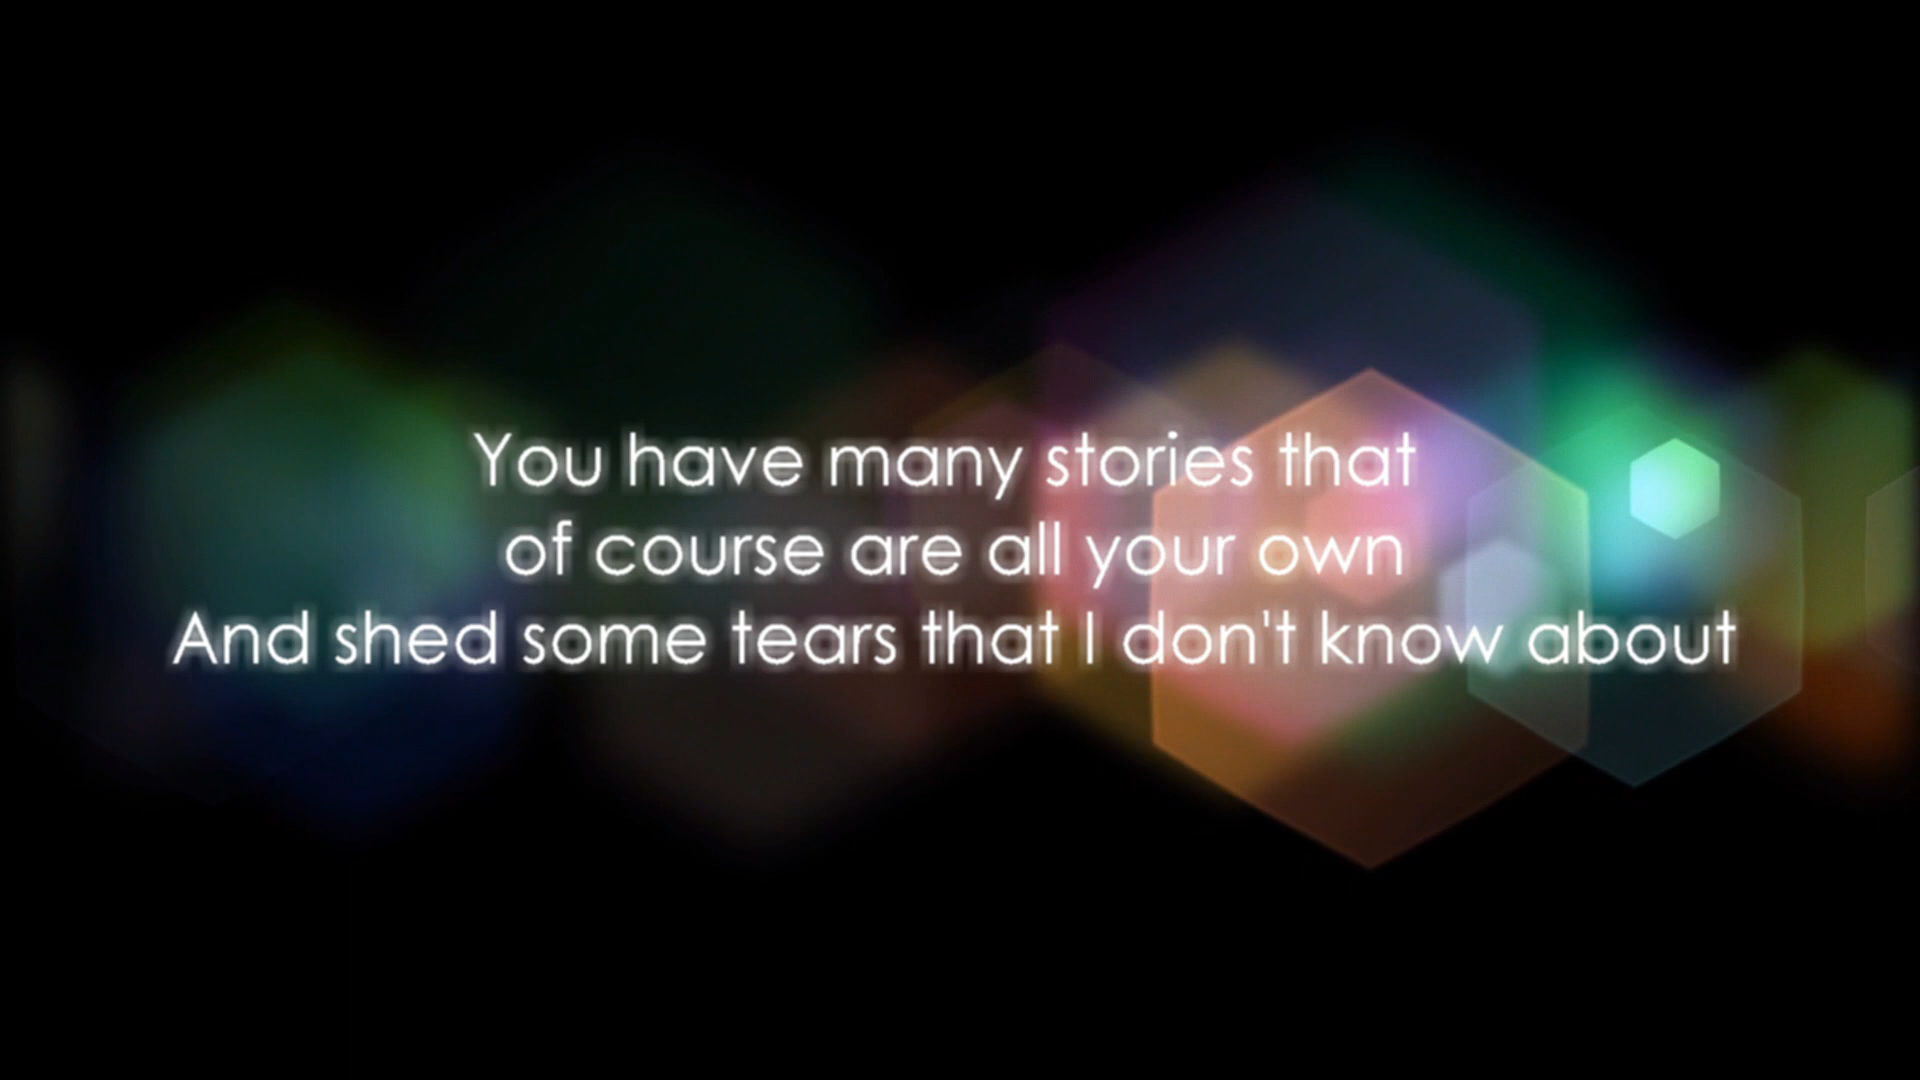 You have many stories that
of course are all your own
And shed some tears that I don't know about